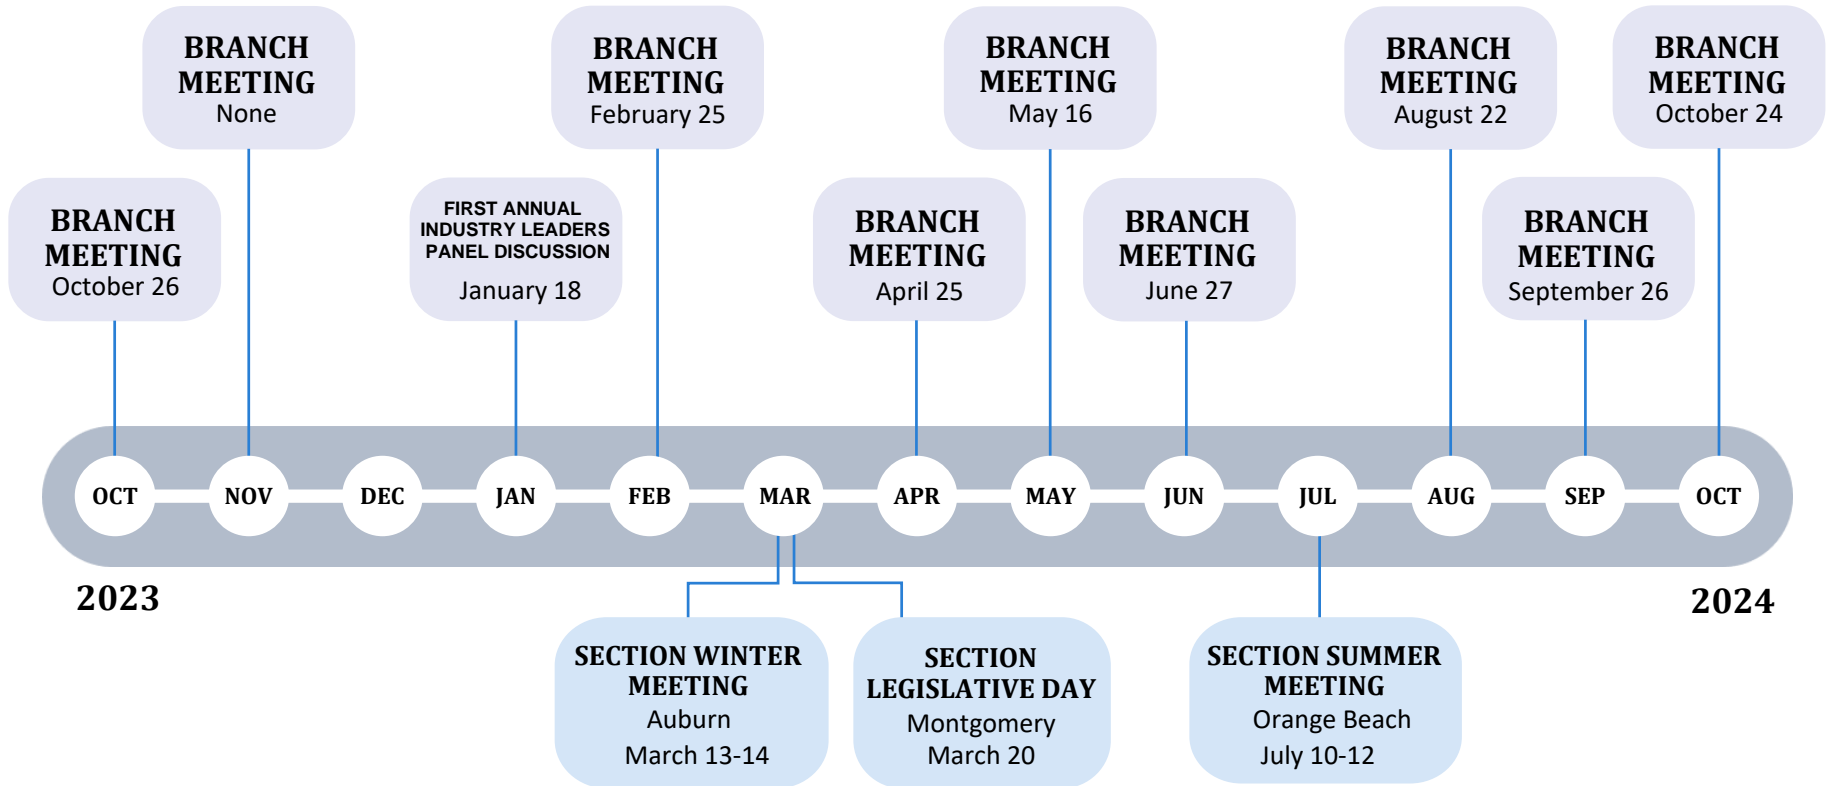 BRANCH
MEETING
None
BRANCH
MEETING
February 25
BRANCH
MEETING
May 16
BRANCH
MEETING
August 22
BRANCH
MEETING
October 24
BRANCH
MEETING
October 26
FIRST ANNUAL
INDUSTRY LEADERS
PANEL DISCUSSION
January 18
BRANCH
MEETING
April 25
BRANCH
MEETING
June 27
BRANCH
MEETING
September 26
OCT
NOV
DEC
JAN
FEB
MAR
APR
MAY
JUN
JUL
AUG
SEP
OCT
2023
2024
SECTION WINTER
MEETING
Auburn
March 13-14
SECTION
LEGISLATIVE DAY
Montgomery
March 20
SECTION SUMMER
MEETING
Orange Beach
July 10-12